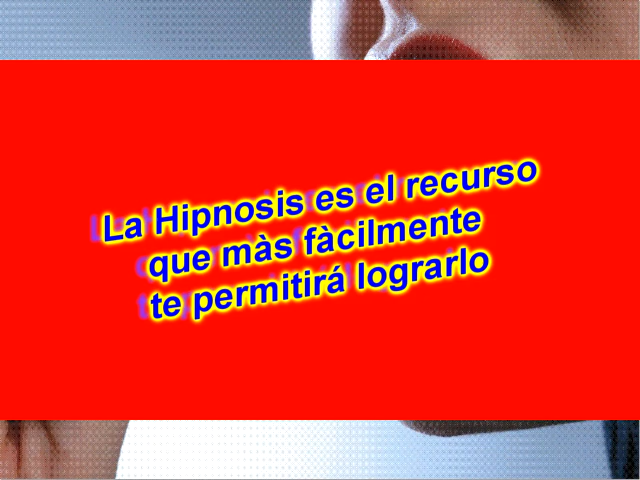 La Hipnosis es el recurso
que màs fàcilmente
te permitirá lograrlo